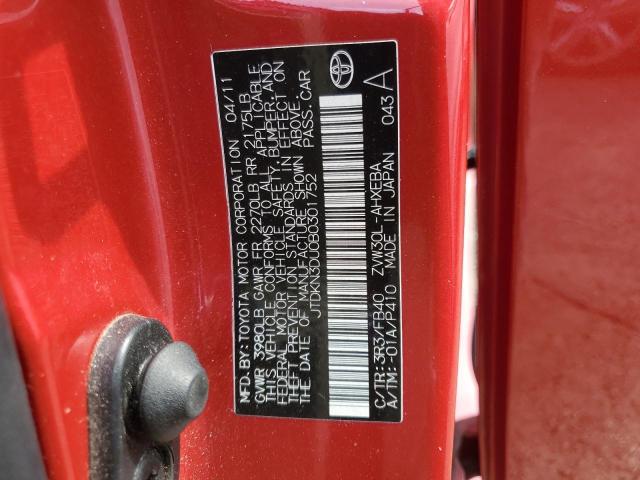 MFD. BY: TOYOTA MOTOR CORPORATION 04/11
GVWR 3980LB GAWR FR 2270LB RR 2175LB
THIS VEHICLE CONFORMS TO ALL APPLICABLE
FEDERAL MOTOR VEHICLE SAFETY, BUMPER, AND
THEFT PREVENTION STANDARDS IN EFFECT ON
THE DATE OF MANUFACTURE SHOWN ABOVE.
JTDKN3DU0B0301752 PASS. CAR
C/TR: 3R3/FB40 ZVW30L-AHXEBA 043 A
A/TM: -01A/P410 MADE IN JAPAN